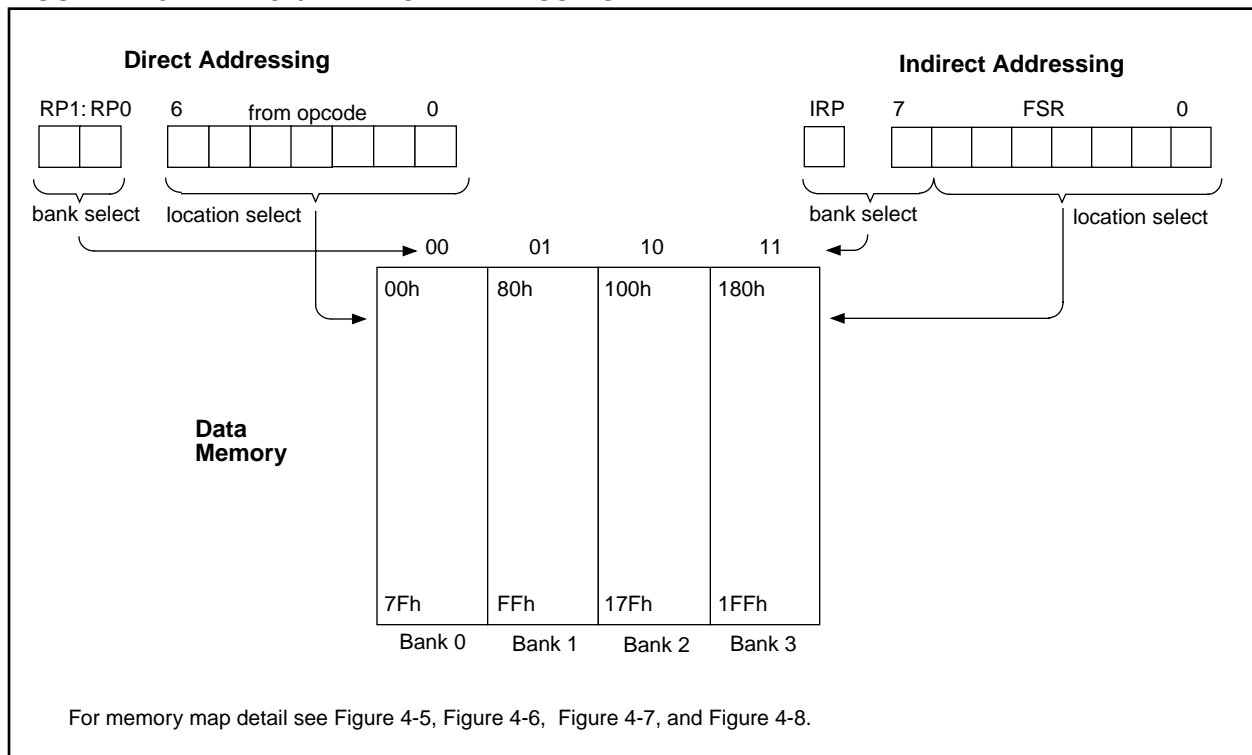 Direct Addressing
Indirect Addressing
RP1: RP0 6 from opcode 0
IRP 7 FSR 0
bank select location select
bank select location select
00 01 10 11
00h 80h 100h 180h
Data
Memory
7Fh FFh 17Fh 1FFh
Bank 0 Bank 1 Bank 2 Bank 3
For memory map detail see Figure 4-5, Figure 4-6, Figure 4-7, and Figure 4-8.